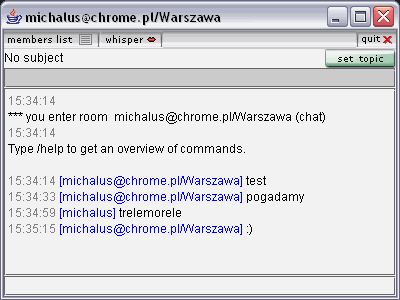 michalus@chrome.pl/Warszawa
members list whisper quit
No subject set topic
15:34:14
*** you enter room michalus@chrome.pl/Warszawa (chat)
15:34:14
Type /help to get an overview of commands.
15:34:14 [michalus@chrome.pl/Warszawa] test
15:34:33 [michalus@chrome.pl/Warszawa] pogadamy
15:34:59 [michalus] trelemorele
15:35:15 [michalus@chrome.pl/Warszawa] :)